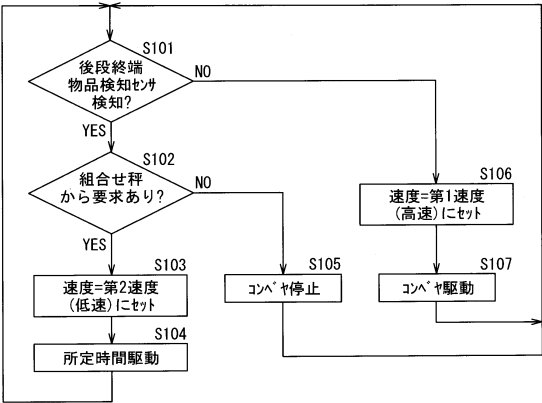 S101
後段終端
物品検知センサ
検知?
NO
YES
S102
組合せ秤
から要求あり?
NO
YES
S103
速度=第2速度
(低速)にセット
S104
所定時間駆動
S105
コンベヤ停止
S106
速度=第1速度
(高速)にセット
S107
コンベヤ駆動